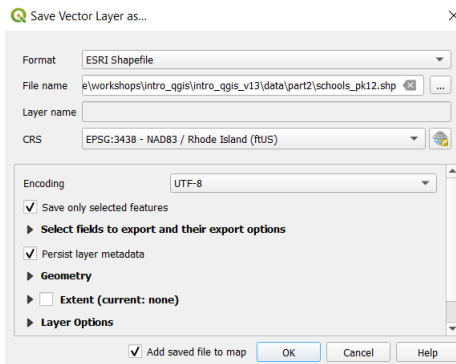 Save Vector Layer as...
Format ESRI Shapefile
File name e\workshops\intro_qgis\intro_qgis_v13\data\part2\schools_pk12.shp ...
Layer name
CRS EPSG:3438 - NAD83 / Rhode Island (ftUS)
Encoding UTF-8
Save only selected features
Select fields to export and their export options
Persist layer metadata
Geometry
Extent (current: none)
Layer Options
Add saved file to map OK Cancel Help